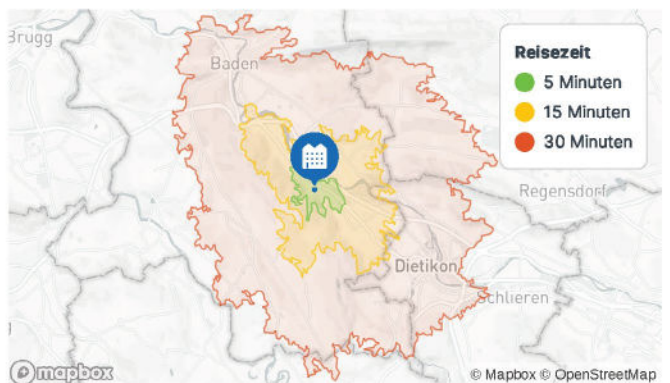 Brugg
Baden
Reisezeit
5 Minuten
15 Minuten
30 Minuten
Regensdorf
Dietikon
Schlieren
mapbox
© Mapbox © OpenStreetMap